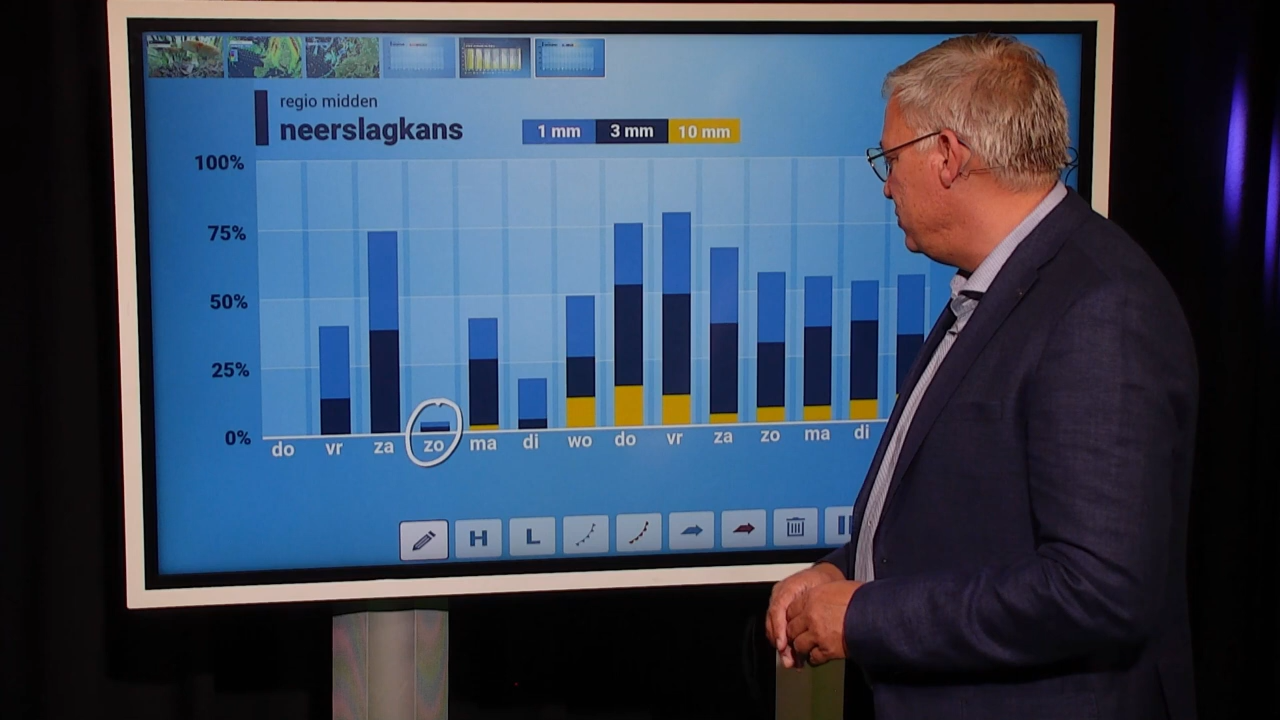 regio midden
neerslagkans
1 mm 3 mm 10 mm
100%
75%
50%
25%
0%
do vr za zo ma di wo do vr za zo ma di
H L